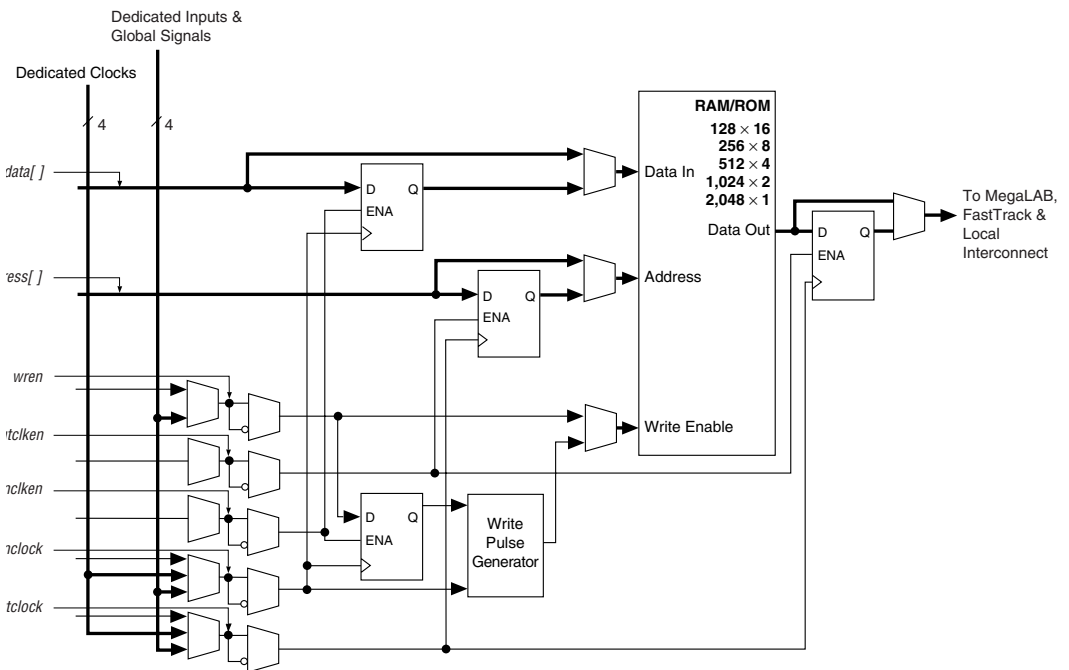 Dedicated Inputs &
Global Signals
Dedicated Clocks
4
4
RAM/ROM
128 × 16
256 × 8
512 × 4
1,024 × 2
2,048 × 1
data[ ]
D Q
ENA
Data In
Data Out
D Q
ENA
To MegaLAB,
FastTrack &
Local
Interconnect
ress[ ]
D Q
ENA
Address
wren
Write Enable
tclken
nclken
D Q
ENA
Write
Pulse
Generator
nclock
tclock